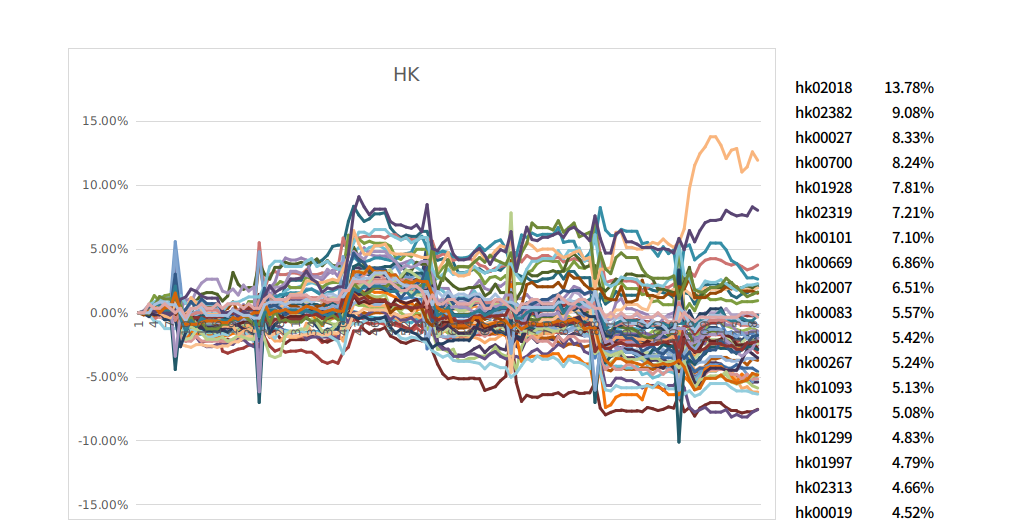 HK
15.00%
10.00%
5.00%
0.00%
-5.00%
-10.00%
-15.00%
1
4
hk02018 13.78%
hk02382 9.08%
hk00027 8.33%
hk00700 8.24%
hk01928 7.81%
hk02319 7.21%
hk00101 7.10%
hk00669 6.86%
hk02007 6.51%
hk00083 5.57%
hk00012 5.42%
hk00267 5.24%
hk01093 5.13%
hk00175 5.08%
hk01299 4.83%
hk01997 4.79%
hk02313 4.66%
hk00019 4.52%